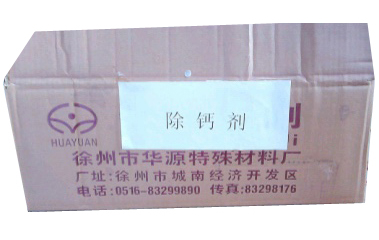 除钙剂
剂
HUAYUAN
徐州市华源特殊材料厂
厂址:徐州市城南经济开发区
电话:0516-83299890 传真:83298176